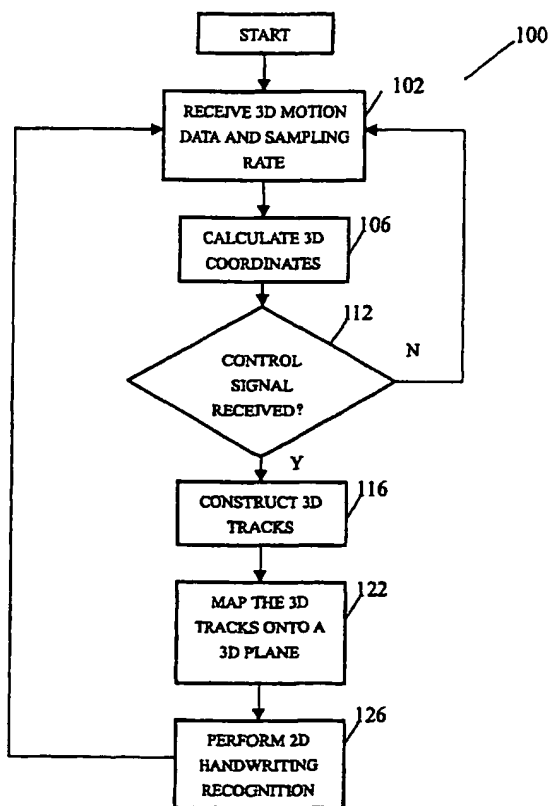 START
100
102
RECEIVE 3D MOTION
DATA AND SAMPLING
RATE
106
CALCULATE 3D
COORDINATES
112
CONTROL
SIGNAL
RECEIVED?
N
Y
116
CONSTRUCT 3D
TRACKS
122
MAP THE 3D
TRACKS ONTO A
3D PLANE
126
PERFORM 2D
HANDWRITING
RECOGNITION